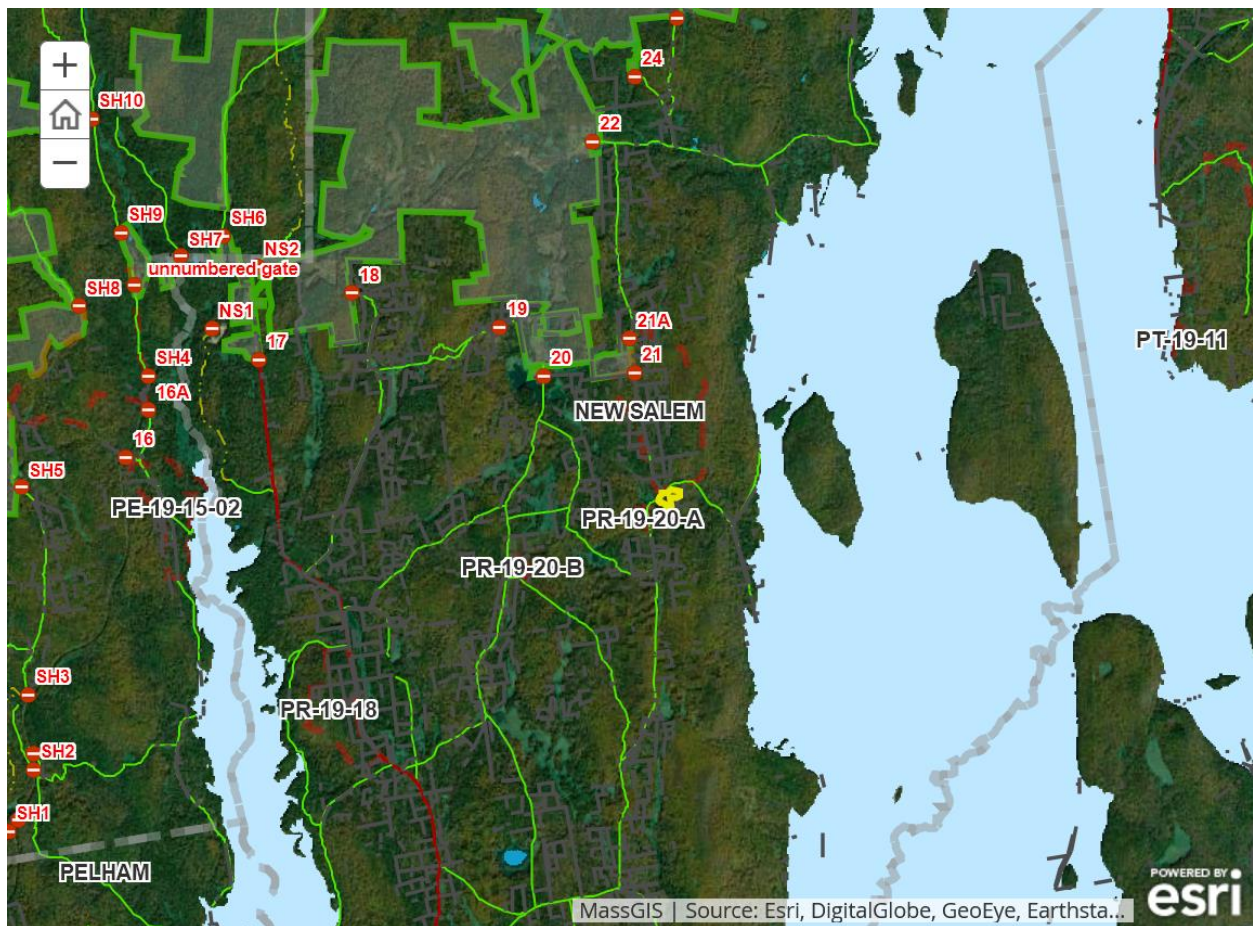 +
−
24
SH10
22
SH9
SH6
SH7
NS2
unnumbered gate
18
SH8
NS1
19
21A
17
PT-19-11
SH4
20
21
16A
NEW SALEM
16
SH5
PE-19-15-02
PR-19-20-A
PR-19-20-B
SH3
PR-19-18
SH2
SH1
PELHAM
POWERED BY
esri
MassGIS | Source: Esri, DigitalGlobe, GeoEye, Earthsta...